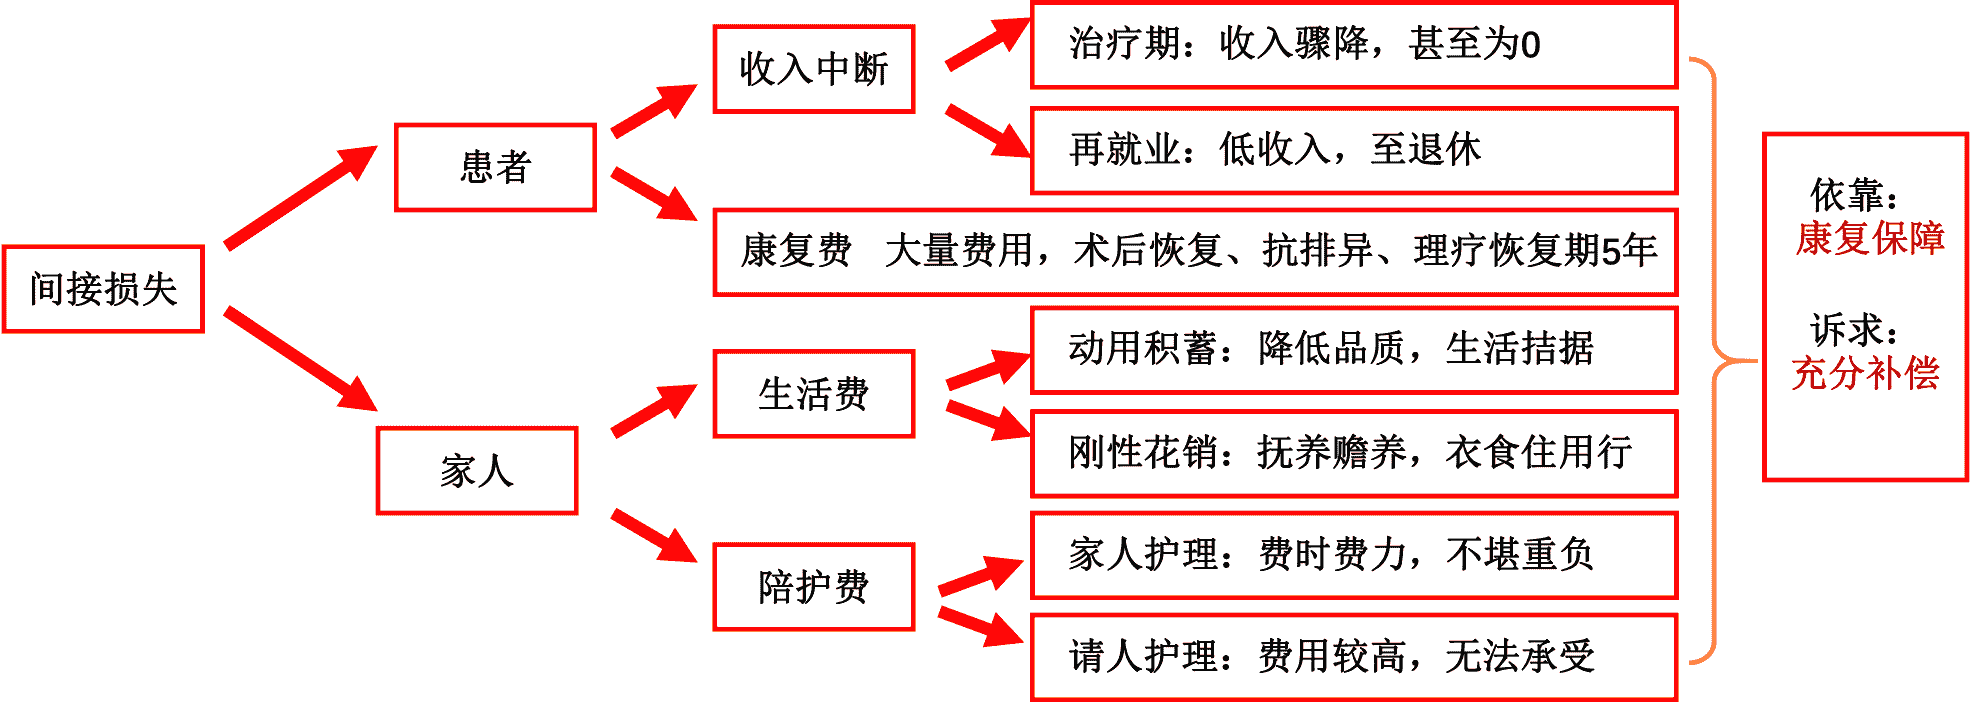 间接损失
患者
收入中断
治疗期：收入骤降，甚至为0
再就业：低收入，至退休
康复费 大量费用，术后恢复、抗排异、理疗恢复期5年
家人
生活费
动用积蓄：降低品质，生活拮据
刚性花销：抚养赡养，衣食住用行
陪护费
家人护理：费时费力，不堪重负
请人护理：费用较高，无法承受
依靠：
康复保障
诉求：
充分补偿